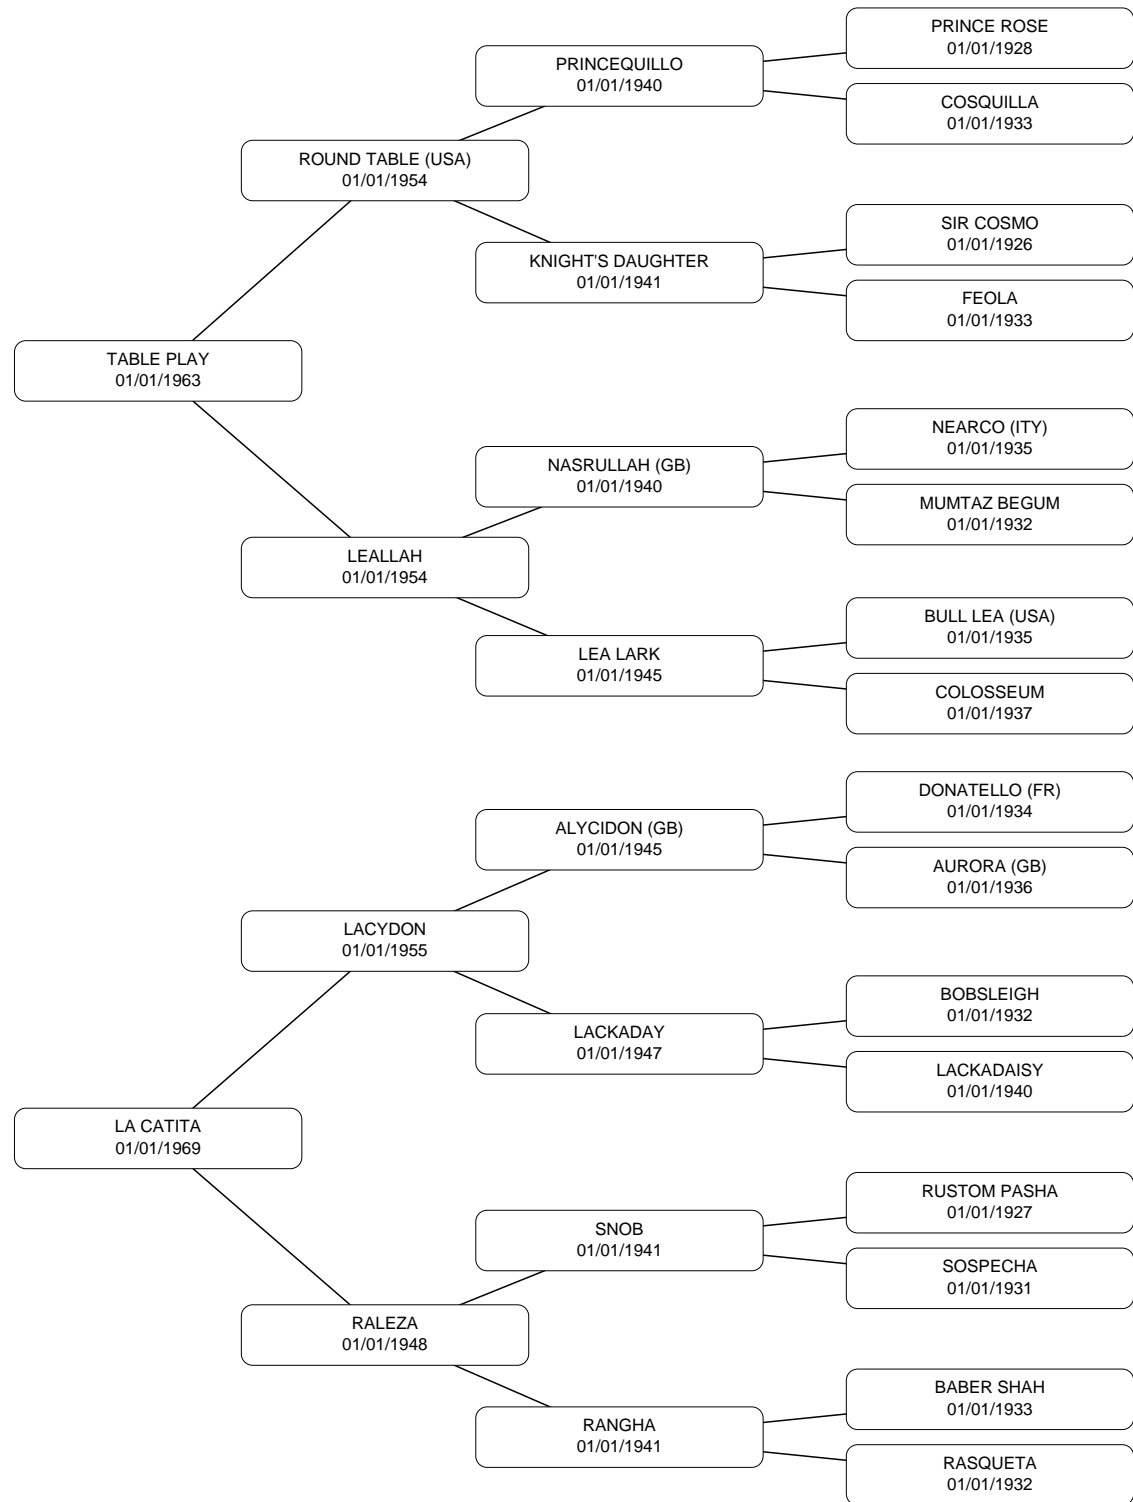 PRINCE ROSE
01/01/1928
PRINCEQUILLO
01/01/1940
COSQUILLA
01/01/1933
ROUND TABLE (USA)
01/01/1954
SIR COSMO
01/01/1926
KNIGHT'S DAUGHTER
01/01/1941
FEOLA
01/01/1933
TABLE PLAY
01/01/1963
NEARCO (ITY)
01/01/1935
NASRULLAH (GB)
01/01/1940
MUMTAZ BEGUM
01/01/1932
LEALLAH
01/01/1954
BULL LEA (USA)
01/01/1935
LEA LARK
01/01/1945
COLOSSEUM
01/01/1937
DONATELLO (FR)
01/01/1934
ALYCIDON (GB)
01/01/1945
AURORA (GB)
01/01/1936
LACYDON
01/01/1955
BOBSLEIGH
01/01/1932
LACKADAY
01/01/1947
LACKADAISY
01/01/1940
LA CATITA
01/01/1969
RUSTOM PASHA
01/01/1927
SNOB
01/01/1941
SOSPECHA
01/01/1931
RALEZA
01/01/1948
BABER SHAH
01/01/1933
RANGHA
01/01/1941
RASQUETA
01/01/1932